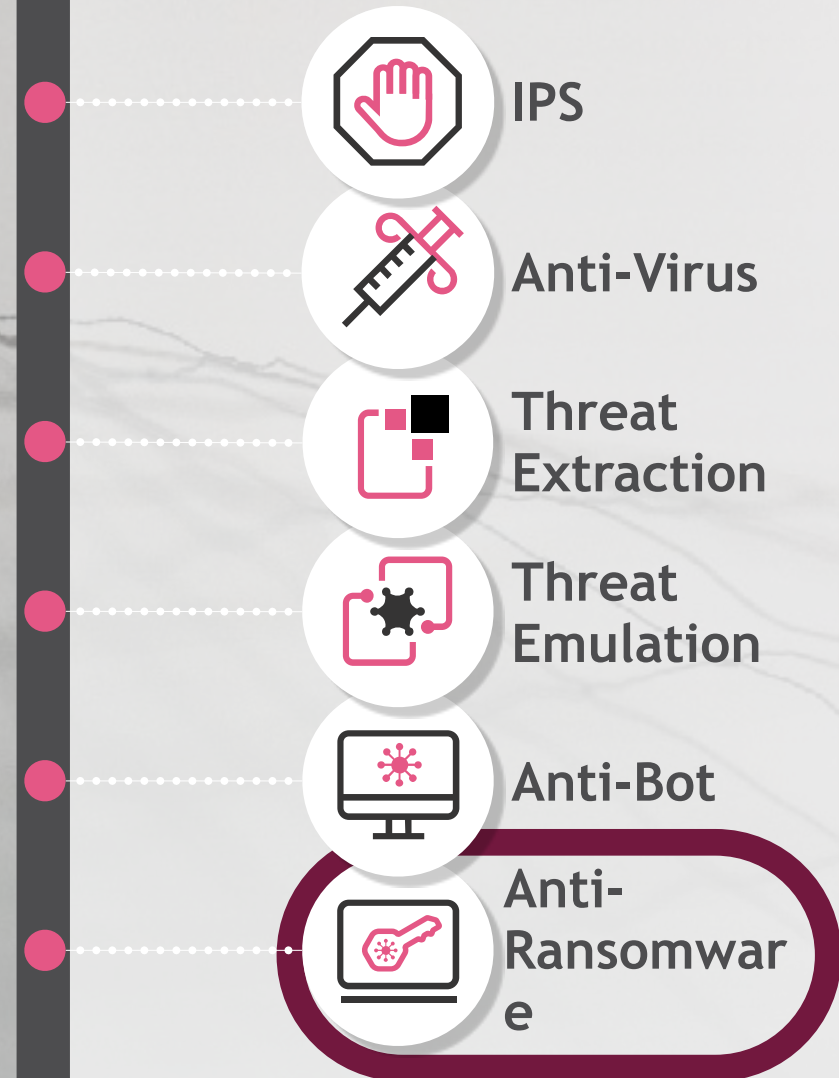 IPS
Anti-Virus
Threat
Extraction
Threat
Emulation
Anti-Bot
Anti-
Ransomwar
e